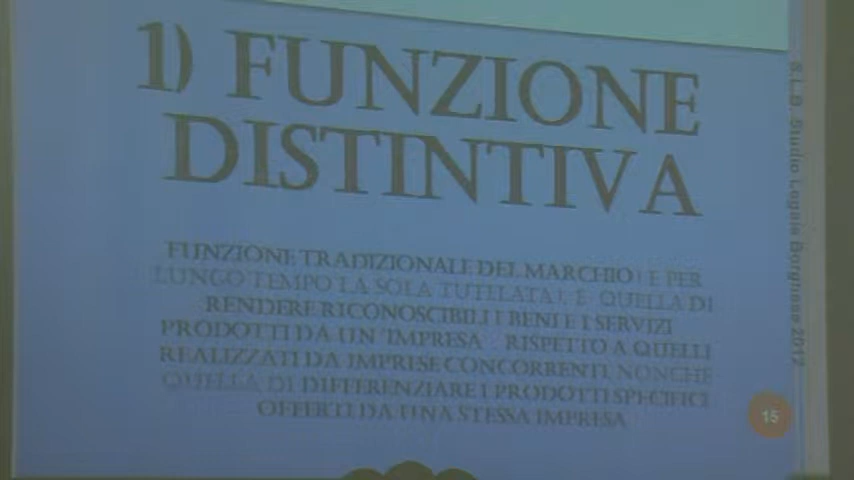 1) FUNZIONE
DISTINTIVA
FUNZIONE TRADIZIONALE DEL MARCHIO ( E PER
LUNGO TEMPO LA SOLA TUTELATA), E' QUELLA DI
RENDERE RICONOSCIBILI I BENI E I SERVIZI
PRODOTTI DA UN'IMPRESA RISPETTO A QUELLI
REALIZZATI DA IMPRISE CONCORRENTI, NONCHE'
QUELLA DI DIFFERENZIARE I PRODOTTI SPECIFICI
OFFERTI DA UNA STESSA IMPRESA
15
S.L.B. Studio Legale Borghese 2012